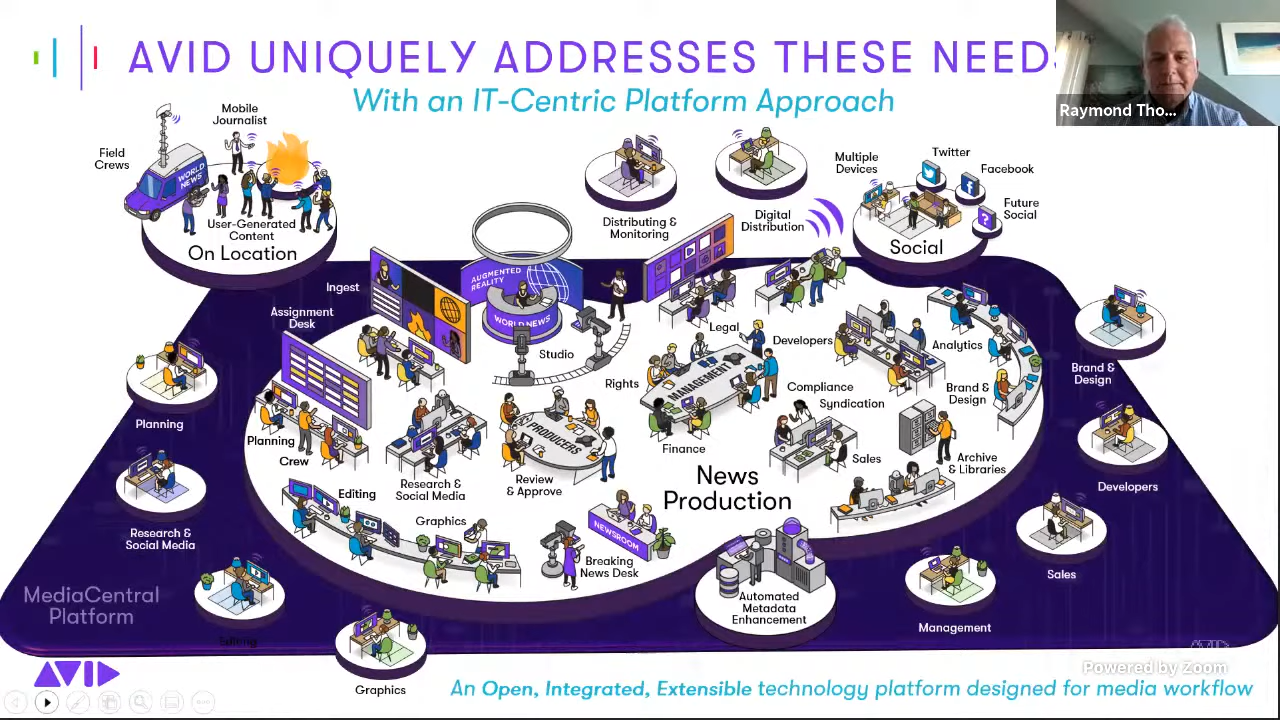 AVID UNIQUELY ADDRESSES THESE NEEDS
With an IT-Centric Platform Approach
Raymond Tho...
Mobile
Journalist
Field
Crews
WORLD
NEWS
User-Generated
Content
On Location
Distributing &
Monitoring
Digital
Distribution
Multiple
Devices
Twitter
Facebook
Future
Social
?
Social
Ingest
AUGMENTED
REALITY
WORLD NEWS
Studio
Assignment
Desk
Legal
Developers
Analytics
Rights
MANAGEMENT
Compliance
Syndication
Brand &
Design
Brand &
Design
Planning
Planning
Crew
PRODUCERS
Finance
Sales
Archive
& Libraries
Research &
Social Media
Review
& Approve
News
Production
Developers
Editing
Graphics
NEWSROOM
Breaking
News Desk
Research &
Social Media
Automated
Metadata
Enhancement
Sales
Management
MediaCentral
Platform
Editing
Graphics
AVID
AVID
Powered by Zoom
An Open, Integrated, Extensible technology platform designed for media workflow